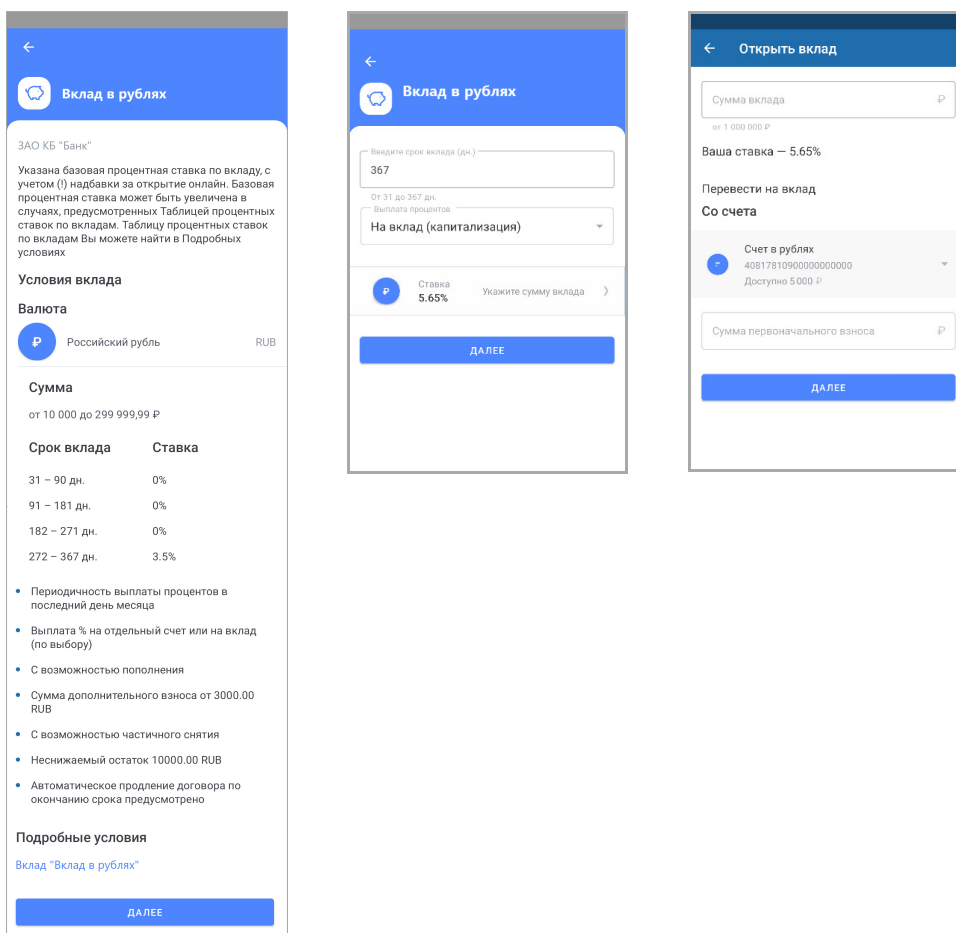 Вклад в рублях
ЗАО КБ "Банк"
Указана базовая процентная ставка по вкладу, с
учетом (!) надбавки за открытие онлайн. Базовая
процентная ставка может быть увеличена в
случаях, предусмотренных Таблицей процентных
ставок по вкладам. Таблицу процентных ставок
по вкладам Вы можете найти в Подробных
условиях
Условия вклада
Валюта
₽ Российский рубль RUB
Сумма
от 10 000 до 299 999,99 ₽
Срок вклада Ставка
31 – 90 дн. 0%
91 – 181 дн. 0%
182 – 271 дн. 0%
272 – 367 дн. 3.5%
• Периодичность выплаты процентов в
последний день месяца
• Выплата % на отдельный счет или на вклад
(по выбору)
• С возможностью пополнения
• Сумма дополнительного взноса от 3000.00
RUB
• С возможностью частичного снятия
• Неснижаемый остаток 10000.00 RUB
• Автоматическое продление договора по
окончанию срока предусмотрено
Подробные условия
Вклад "Вклад в рублях"
ДАЛЕЕ
Вклад в рублях
Введите срок вклада (дн.)
367
От 31 до 367 дн.
Выплата процентов
На вклад (капитализация)
₽ Ставка
5.65% Укажите сумму вклада
ДАЛЕЕ
Открыть вклад
Сумма вклада ₽
от 1 000 000 ₽
Ваша ставка — 5.65%
Перевести на вклад
Со счета
Счет в рублях
40817810900000000000
Доступно 5 000 ₽
Сумма первоначального взноса ₽
ДАЛЕЕ